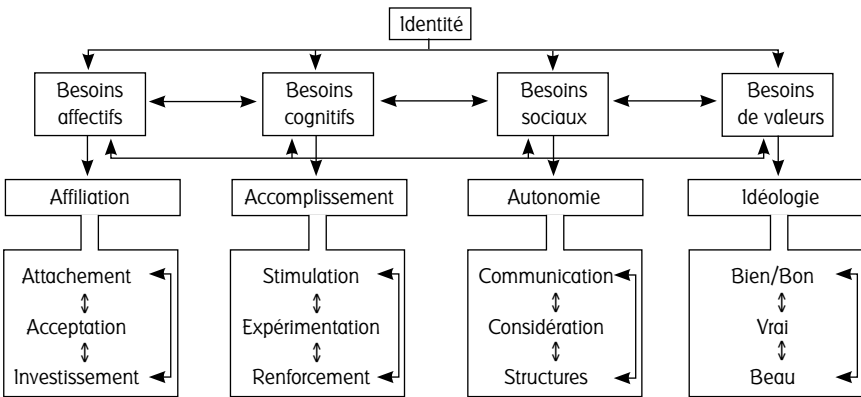 Identité
Besoins
affectifs
Besoins
cognitifs
Besoins
sociaux
Besoins
de valeurs
Affiliation
Accomplissement
Autonomie
Idéologie
Attachement
Acceptation
Investissement
Stimulation
Expérimentation
Renforcement
Communication
Considération
Structures
Bien/Bon
Vrai
Beau